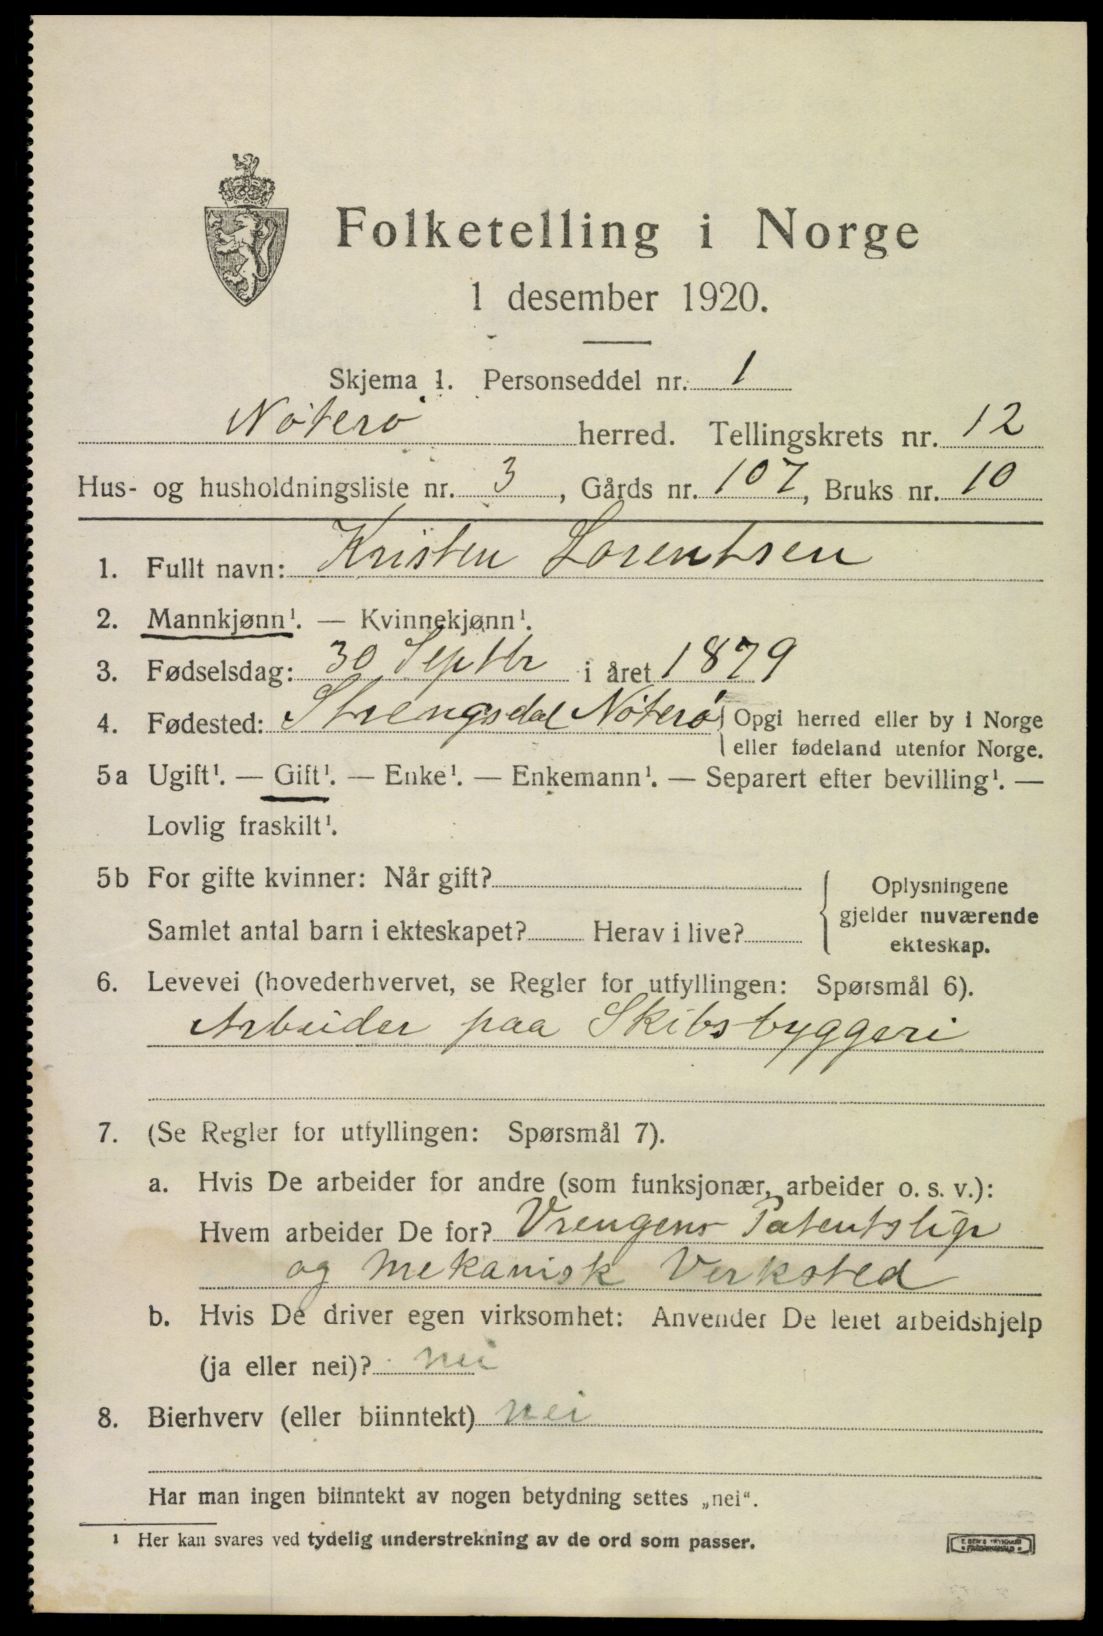 Folketelling i Norge
1 desember 1920.
Skjema 1. Personseddel nr. 1
Nøterø herred. Tellingskrets nr. 12
Hus- og husholdningsliste nr. 3, Gårds nr. 107, Bruks nr. 10
1. Fullt navn: Kristen Lorentsen
2. Mannkjønn¹. — Kvinnekjønn¹.
3. Fødselsdag: 30 Septbr i året 1879
4. Fødested: Strengsdal Nøterø { Opgi herred eller by i Norge
eller fødeland utenfor Norge.
5a Ugift¹. — Gift¹. — Enke¹. — Enkemann¹. — Separert efter bevilling¹. —
Lovlig fraskilt¹.
5b For gifte kvinner: Når gift?
Samlet antal barn i ekteskapet? Herav i live?
Oplysningene
gjelder nuværende
ekteskap.
6. Levevei (hovederhvervet, se Regler for utfyllingen: Spørsmål 6).
Arbeider paa Skibsbyggeri
7. (Se Regler for utfyllingen: Spørsmål 7).
a. Hvis De arbeider for andre (som funksjonær, arbeider o. s. v.):
Hvem arbeider De for? Vrengens Patentslip
og Mekanisk Verksted
b. Hvis De driver egen virksomhet: Anvender De leiet arbeidshjelp
(ja eller nei)? nei
8. Bierhverv (eller biinntekt) nei
Har man ingen biinntekt av nogen betydning settes „nei“.
¹ Her kan svares ved tydelig understrekning av de ord som passer.